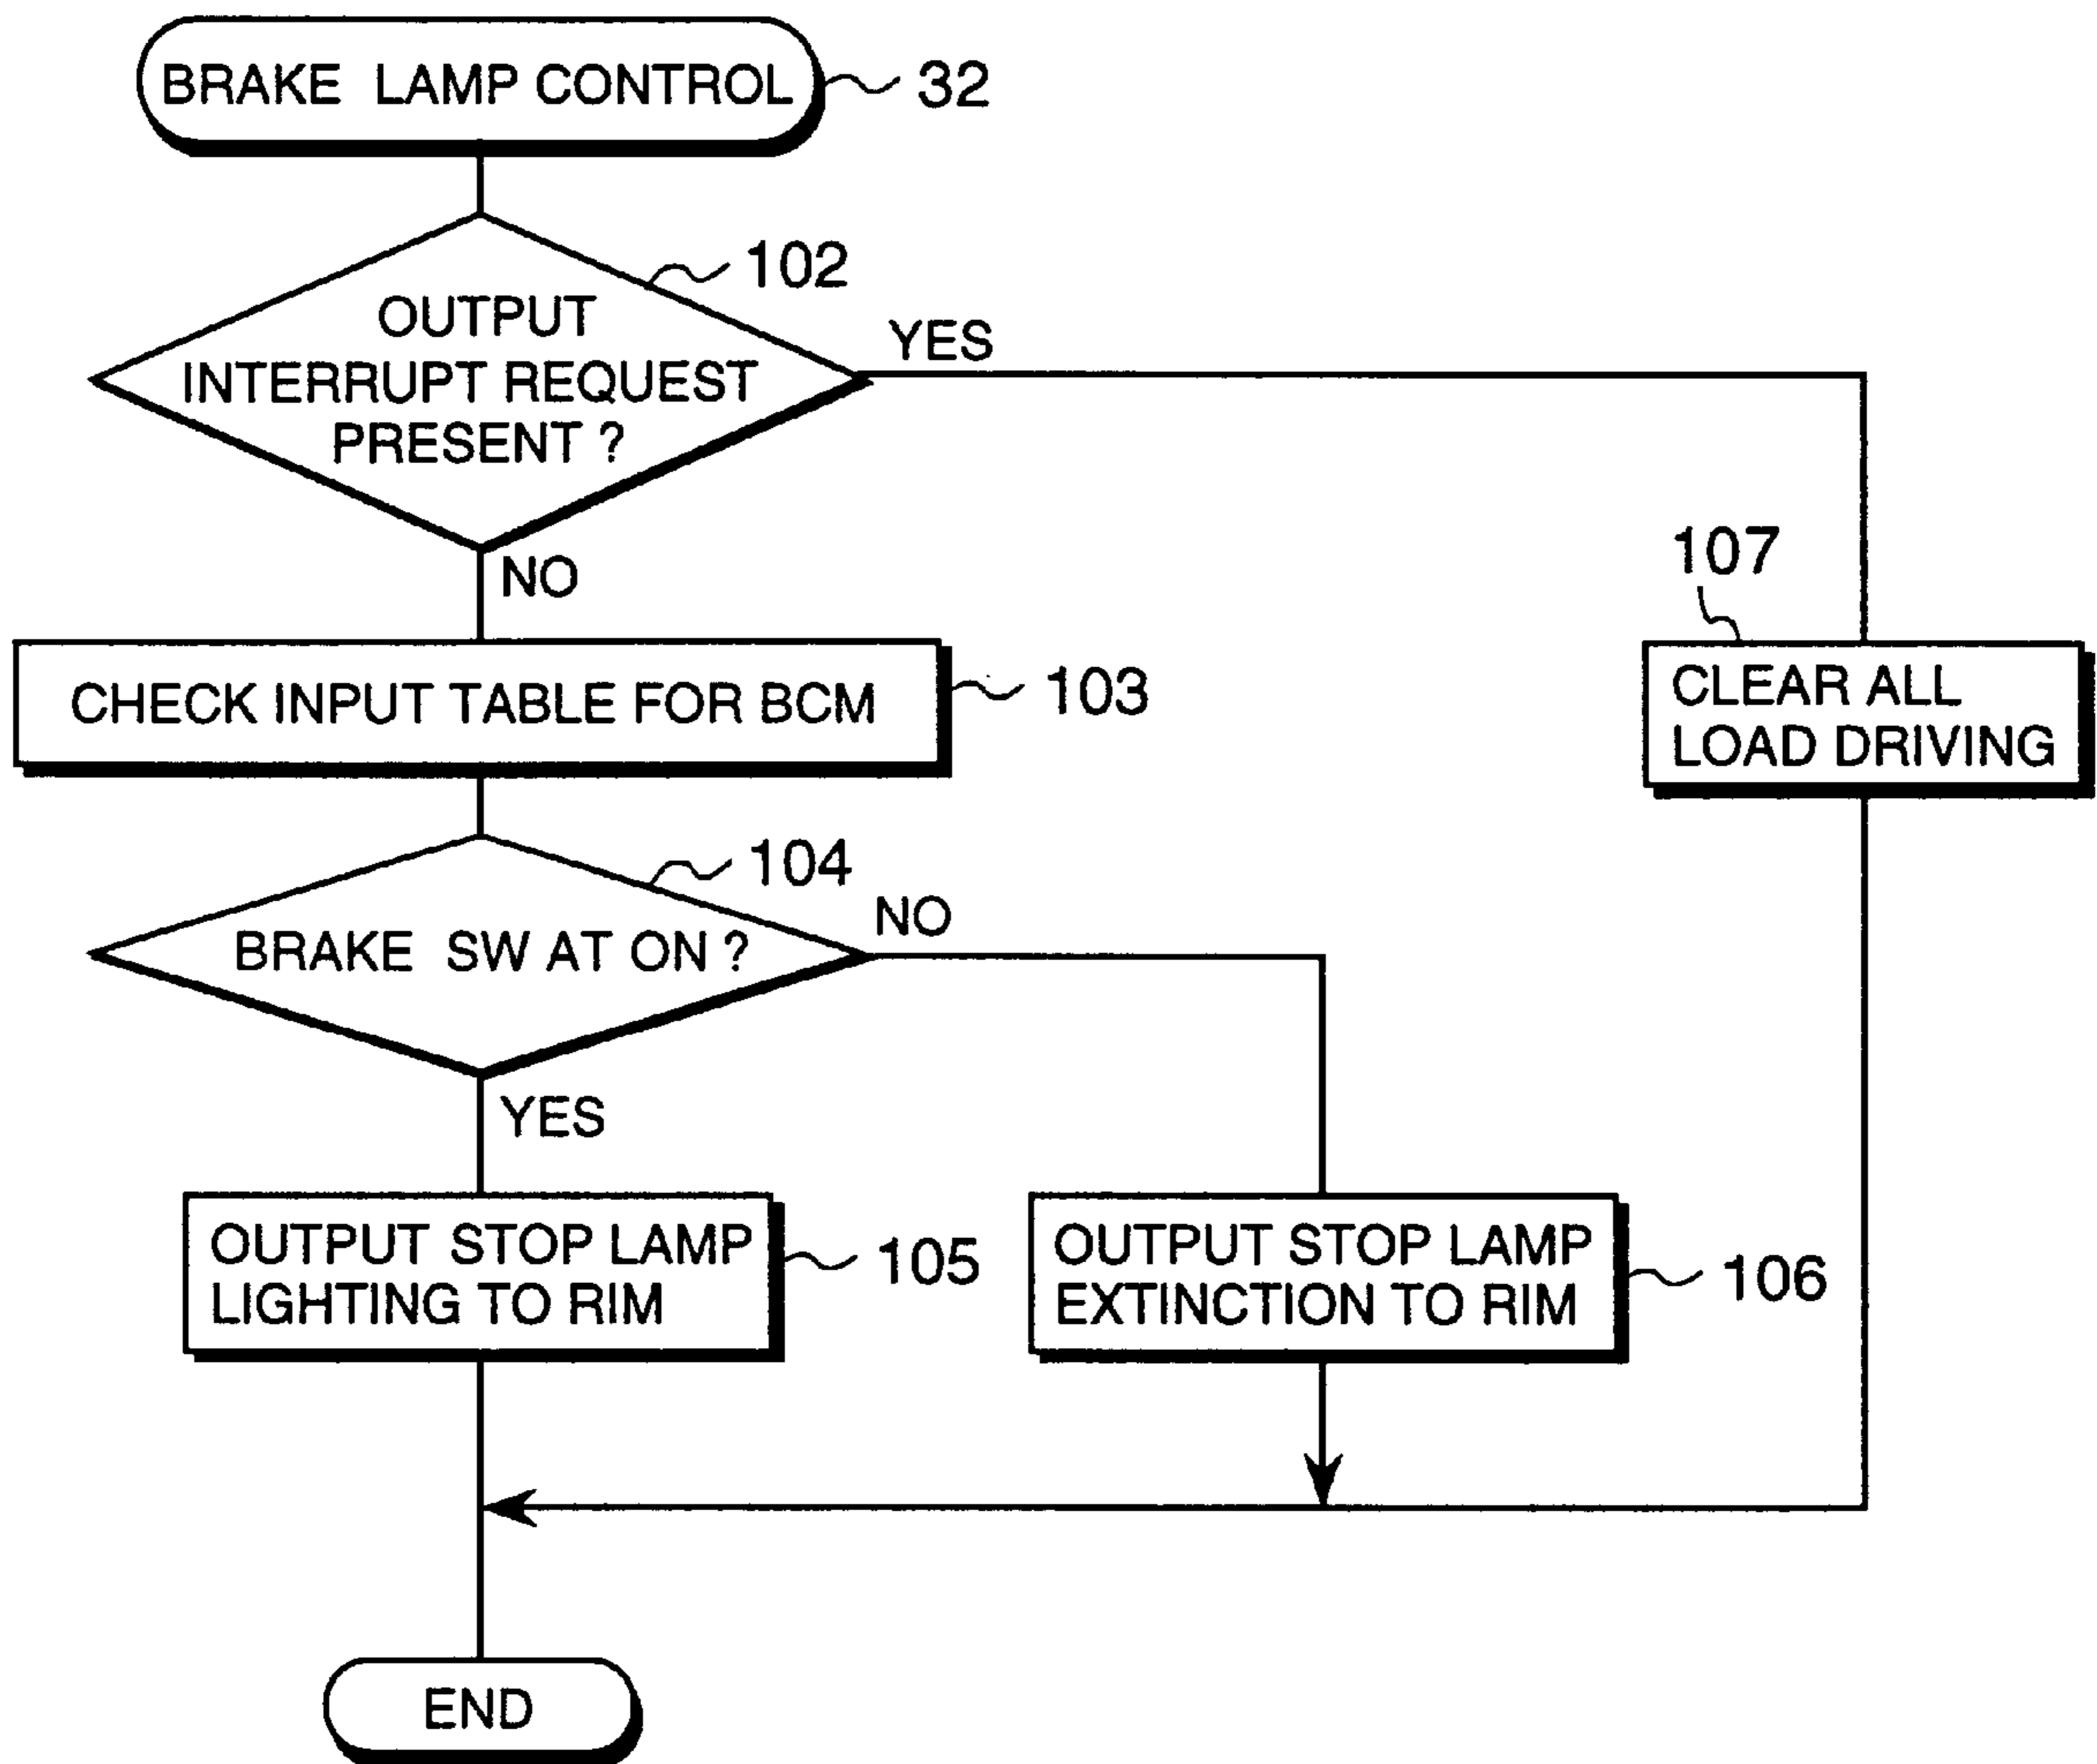 BRAKE LAMP CONTROL
32
102
OUTPUT
INTERRUPT REQUEST
PRESENT ?
YES
NO
107
CLEAR ALL
LOAD DRIVING
CHECK INPUT TABLE FOR BCM
103
104
BRAKE SW AT ON ?
NO
YES
OUTPUT STOP LAMP
LIGHTING TO RIM
105
OUTPUT STOP LAMP
EXTINCTION TO RIM
106
END